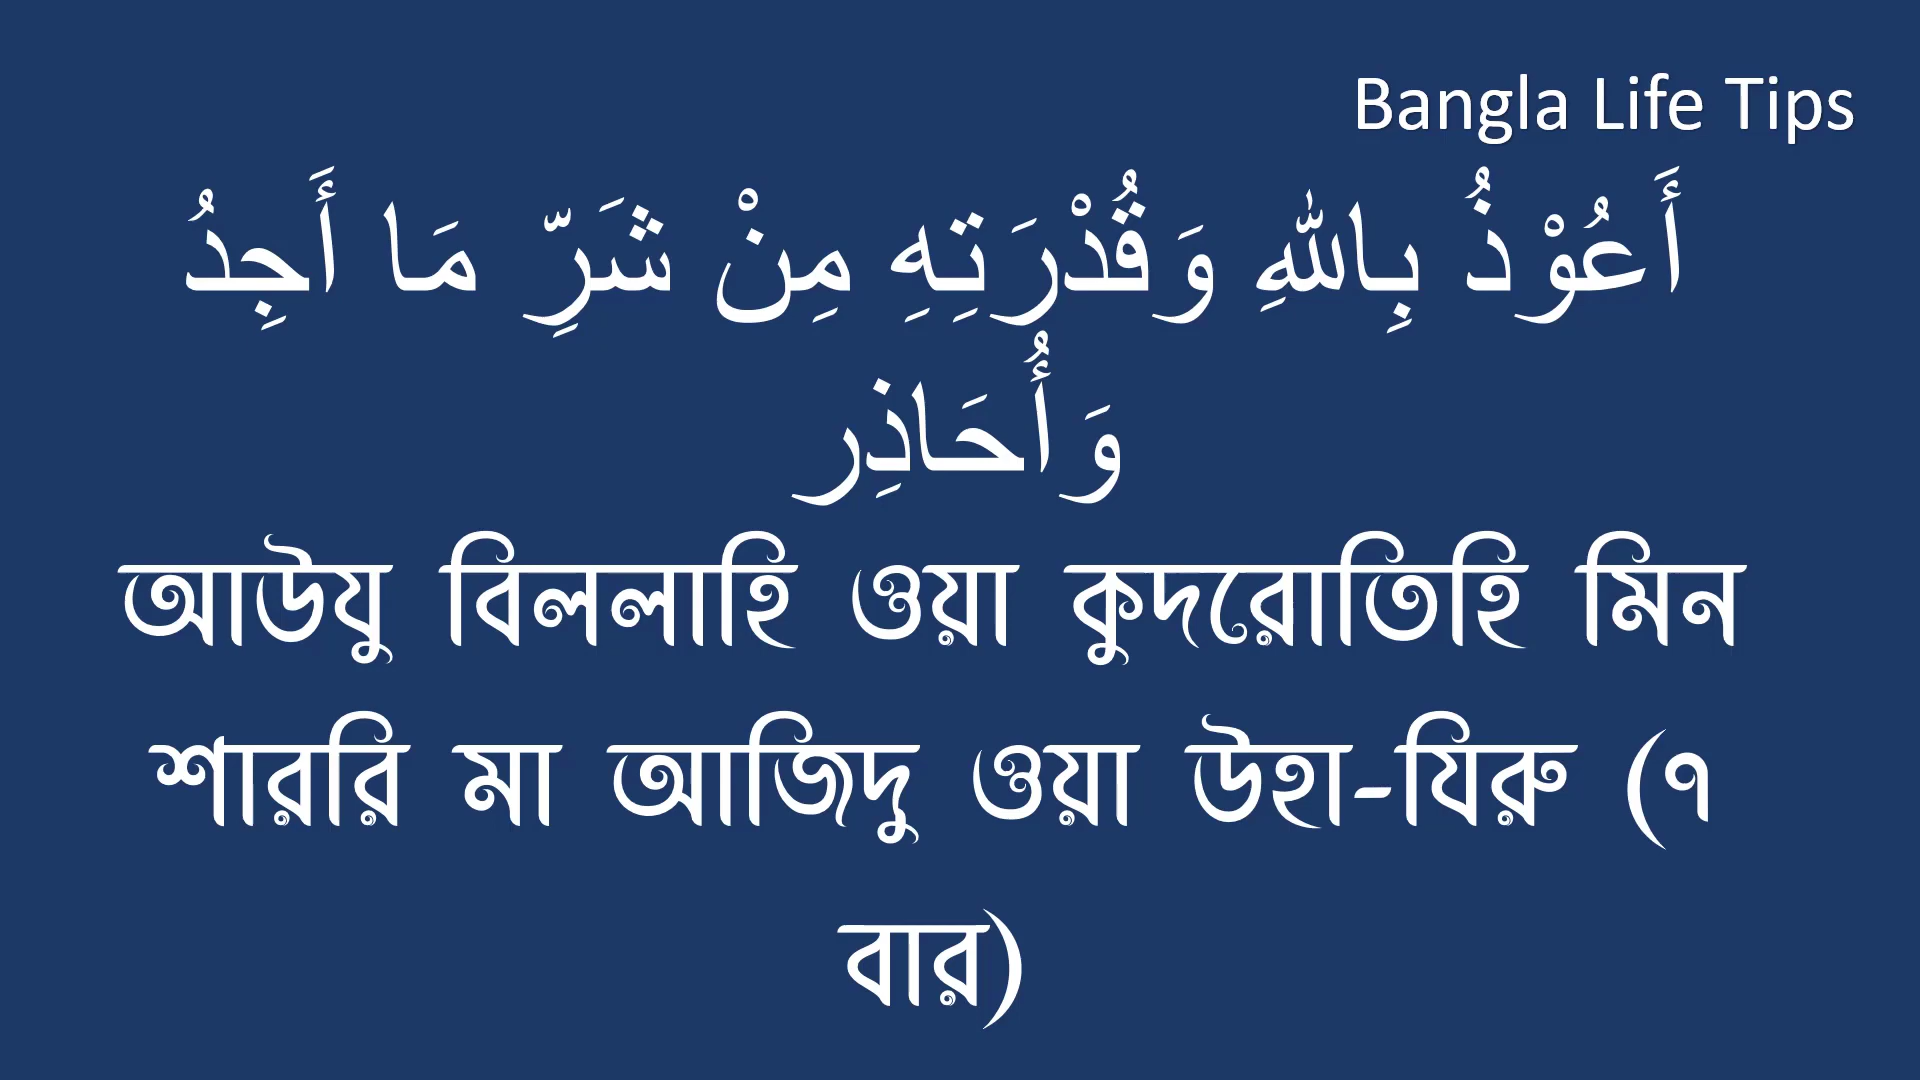 Bangla Life Tips
أَعُوْذُ بِاللهِ وَقُدْرَتِهِ مِنْ شَرِّ مَا أَجِدُ
وَأُحَاذِر
আউযু বিললাহি ওয়া কুদরোতিহি মিন
শাররি মা আজিদু ওয়া উহা-যিরু (৭
বার)